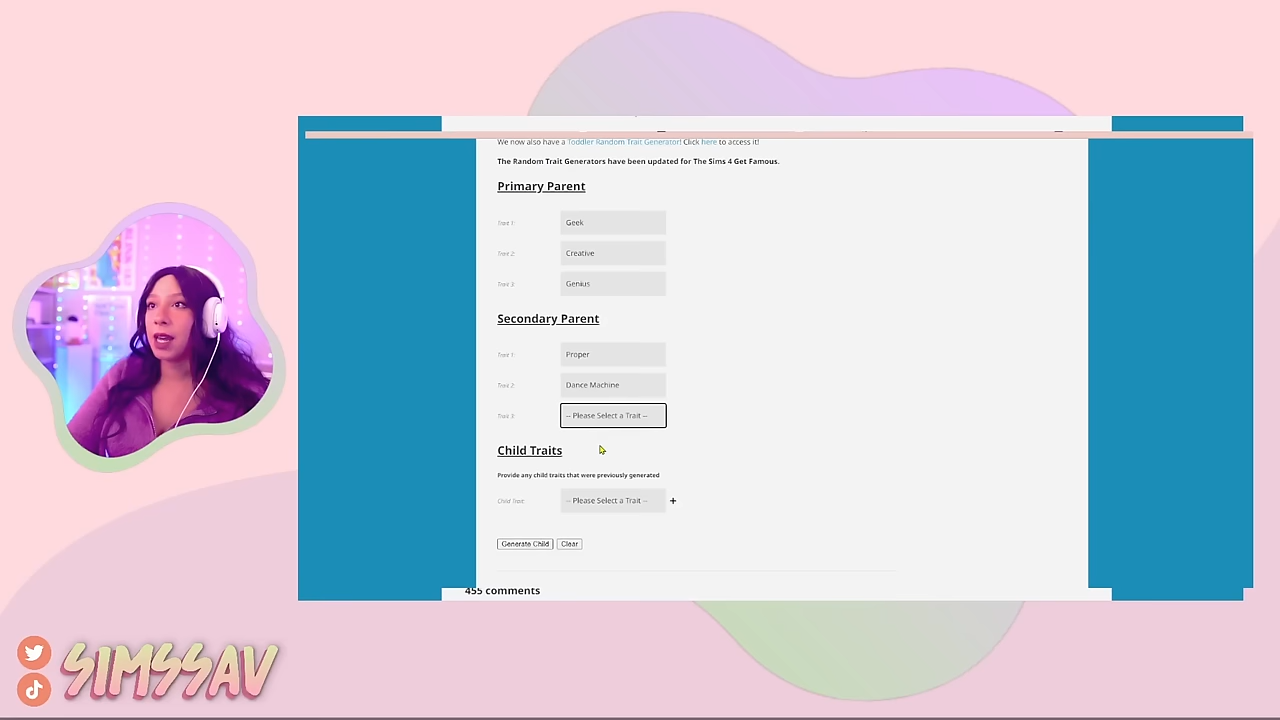 We now also have a Toddler Random Trait Generator! Click here to access it!
The Random Trait Generators have been updated for The Sims 4 Get Famous.
Primary Parent
Trait 1: Geek
Trait 2: Creative
Trait 3: Genius
Secondary Parent
Trait 1: Proper
Trait 2: Dance Machine
Trait 3: -- Please Select a Trait --
Child Traits
Provide any child traits that were previously generated
Child Trait: -- Please Select a Trait -- +
Generate Child Clear
455 comments
SIMSSAV